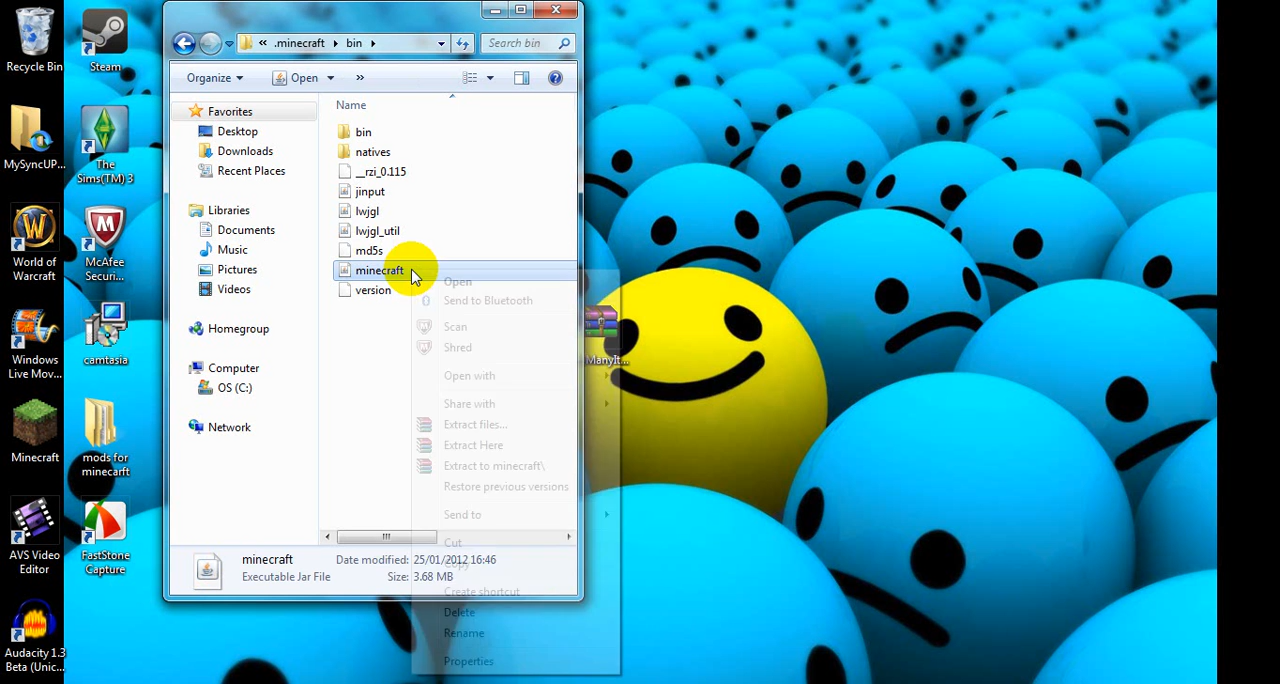 Recycle Bin
Steam
MySyncUP...
The
Sims(TM) 3
World of
Warcraft
McAfee
Securi...
Windows
Live Mov...
camtasia
Minecraft
mods for
minecarft
AVS Video
Editor
FastStone
Capture
Audacity 1.3
Beta (Unic...
« .minecraft bin
Search bin
Organize
Open
»
Name
Favorites
Desktop
Downloads
Recent Places
Libraries
Documents
Music
Pictures
Videos
Homegroup
Computer
OS (C:)
Network
bin
natives
__rzi_0.115
jinput
lwjgl
lwjgl_util
md5s
minecraft
version
Open
Send to Bluetooth
Scan
Shred
Open with
Share with
Extract files...
Extract Here
Extract to minecraft\
Restore previous versions
Send to
Cut
Copy
Create shortcut
Delete
Rename
Properties
minecraft
Date modified: 25/01/2012 16:46
Executable Jar File
Size: 3.68 MB